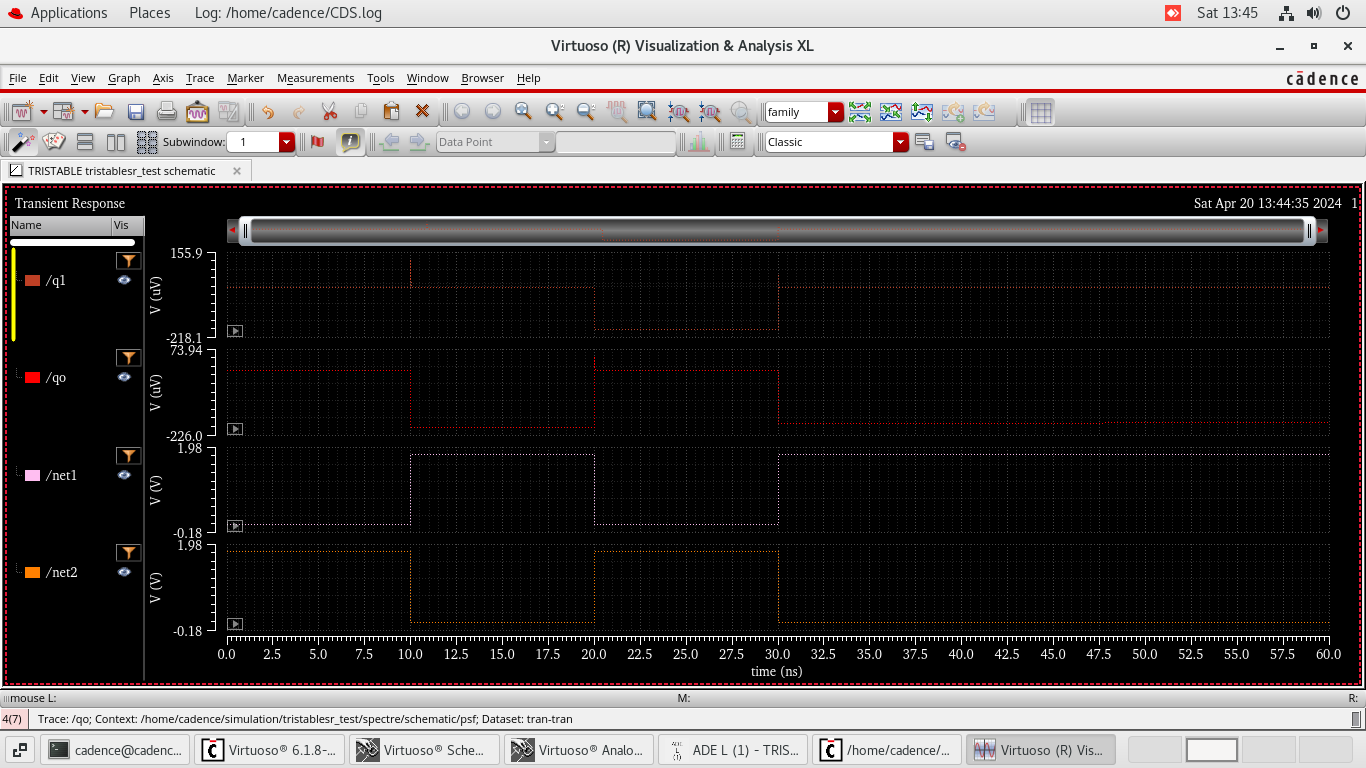 Applications Places Log: /home/cadence/CDS.log Sat 13:45
Virtuoso (R) Visualization & Analysis XL
File Edit View Graph Axis Trace Marker Measurements Tools Window Browser Help cādence
family
Subwindow: 1 Data Point Classic
TRISTABLE tristablesr_test schematic
Transient Response Sat Apr 20 13:44:35 2024 1
Name Vis
/q1
155.9
V (uV)
-218.1
/qo
73.94
V (uV)
-226.0
/net1
1.98
V (V)
-0.18
/net2
1.98
V (V)
-0.18
0.0 2.5 5.0 7.5 10.0 12.5 15.0 17.5 20.0 22.5 25.0 27.5 30.0 32.5 35.0 37.5 40.0 42.5 45.0 47.5 50.0 52.5 55.0 57.5 60.0
time (ns)
mouse L: M: R:
4(7) Trace: /qo; Context: /home/cadence/simulation/tristablesr_test/spectre/schematic/psf; Dataset: tran-tran
cadence@cadenc... Virtuoso® 6.1.8-... Virtuoso® Sche... Virtuoso® Analo... ADE L (1) - TRIS... /home/cadence/... Virtuoso (R) Vis...